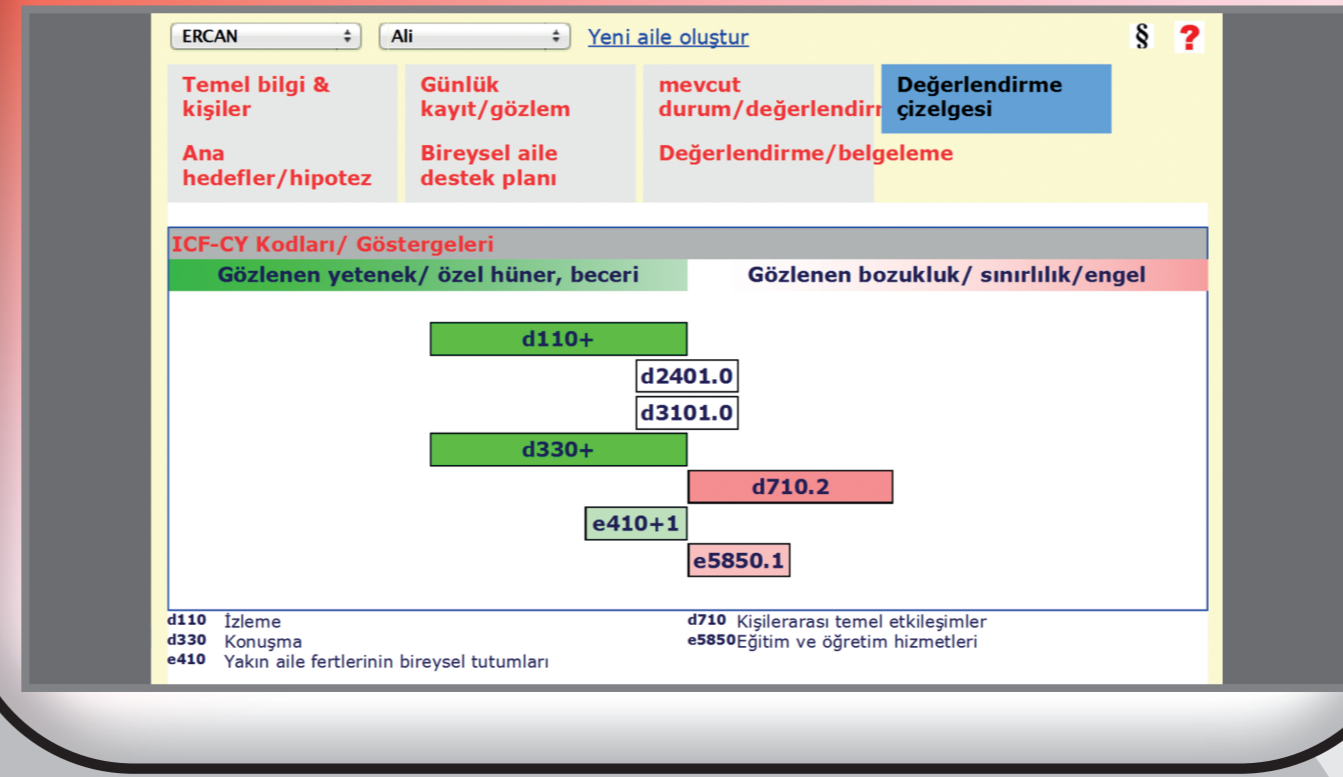 ERCAN Ali Yeni aile oluştur § ?
Temel bilgi & kişiler
Günlük kayıt/gözlem
mevcut durum/değerlendirm
Değerlendirme çizelgesi
Ana hedefler/hipotez
Bireysel aile destek planı
Değerlendirme/belgeleme
ICF-CY Kodları/ Göstergeleri
Gözlenen yetenek/ özel hüner, beceri
Gözlenen bozukluk/ sınırlılık/engel
d110+
d2401.0
d3101.0
d330+
d710.2
e410+1
e5850.1
d110 İzleme
d330 Konuşma
e410 Yakın aile fertlerinin bireysel tutumları
d710 Kişilerarası temel etkileşimler
e5850Eğitim ve öğretim hizmetleri